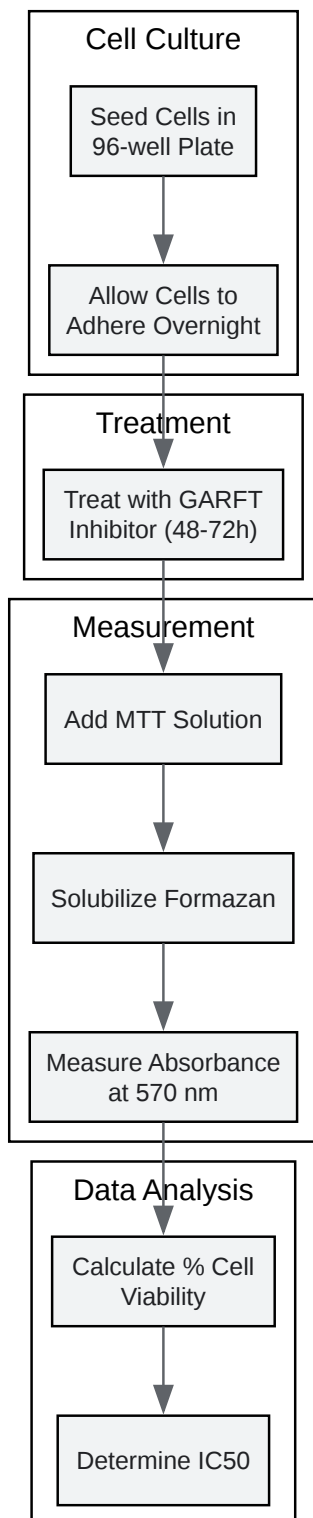 Cell Culture
Seed Cells in
96-well Plate
Allow Cells to
Adhere Overnight
Treatment
Treat with GARFT
Inhibitor (48-72h)
Measurement
Add MTT Solution
Solubilize Formazan
Measure Absorbance
at 570 nm
Data Analysis
Calculate % Cell
Viability
Determine IC50